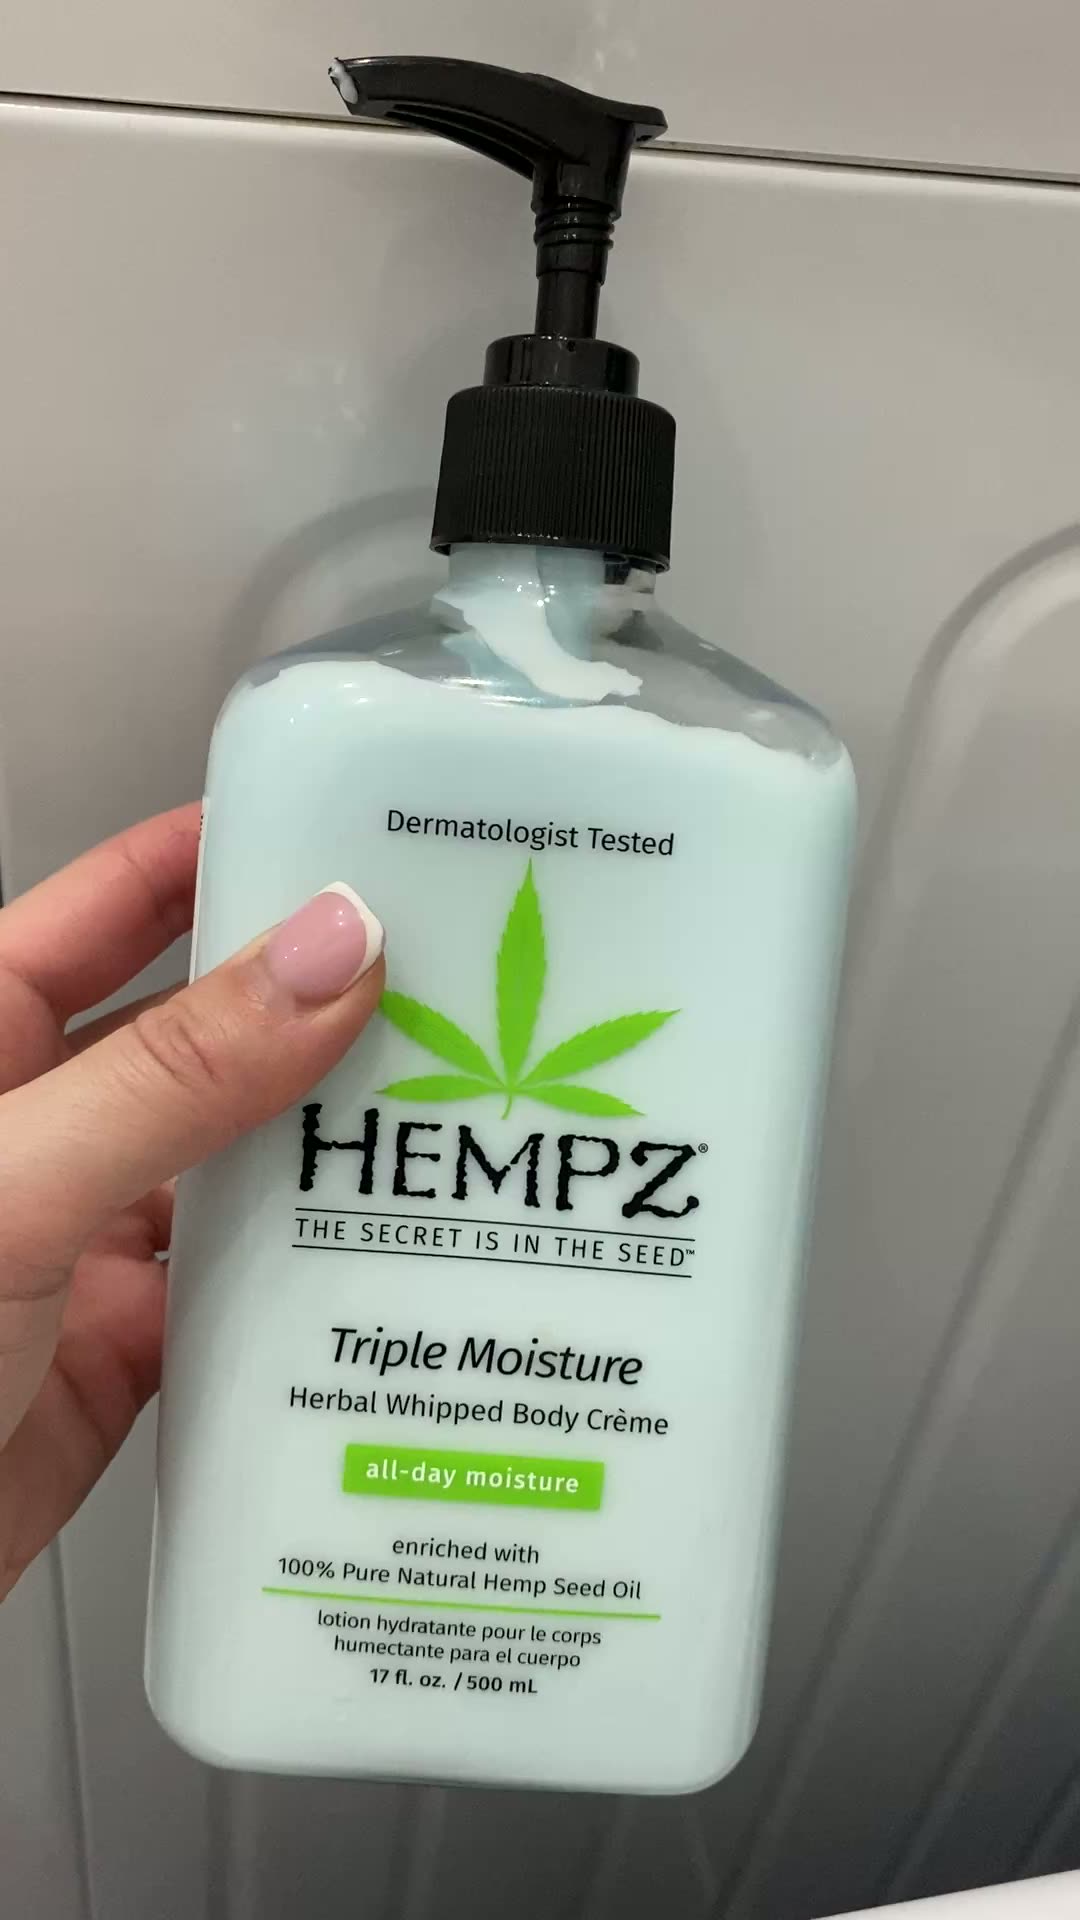 Dermatologist Tested
HEMPZ®
THE SECRET IS IN THE SEED™
Triple Moisture
Herbal Whipped Body Crème
all-day moisture
enriched with
100% Pure Natural Hemp Seed Oil
lotion hydratante pour le corps
humectante para el cuerpo
17 fl. oz. / 500 mL